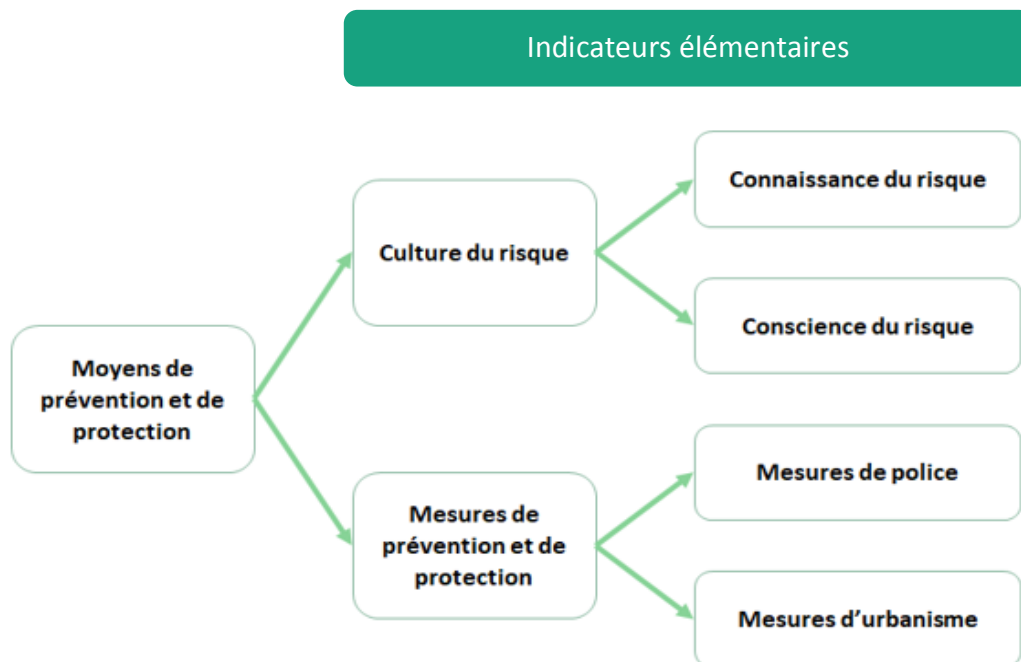 Indicateurs élémentaires
Connaissance du risque
Culture du risque
Conscience du risque
Moyens de
prévention et de
protection
Mesures de police
Mesures de
prévention et de
protection
Mesures d'urbanisme